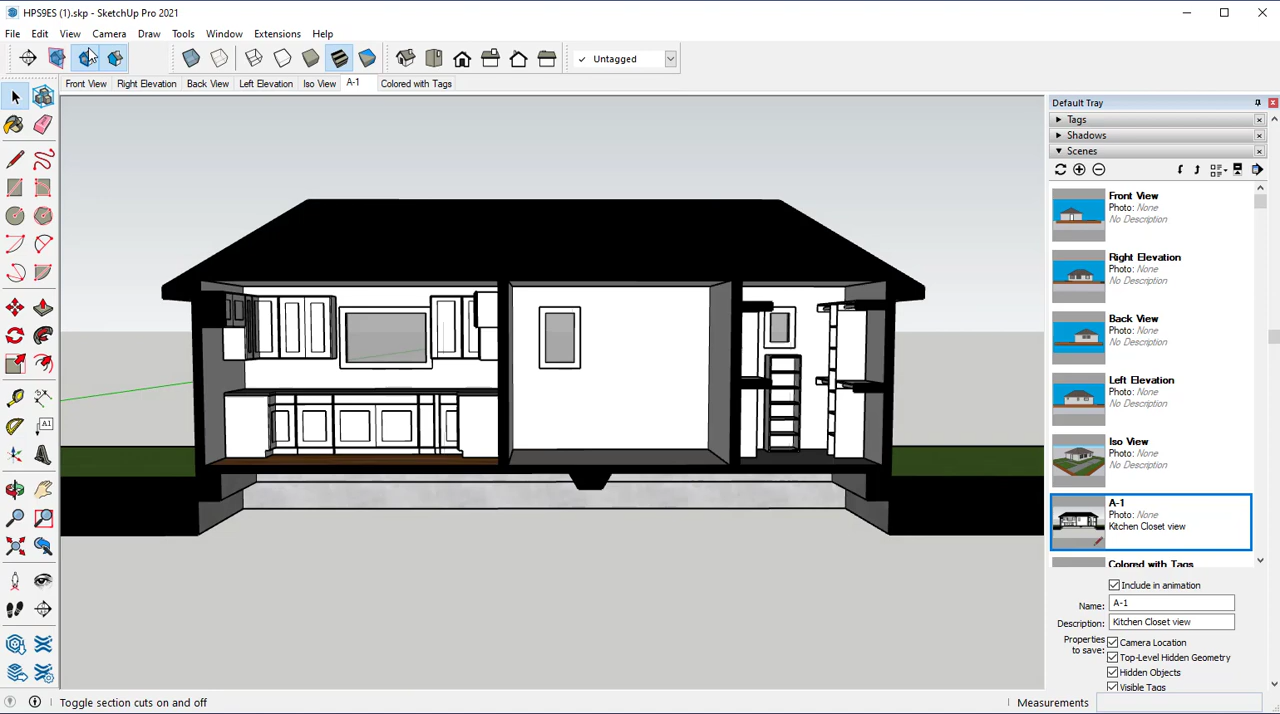 HPS9ES (1).skp - SketchUp Pro 2021
File Edit View Camera Draw Tools Window Extensions Help
✓ Untagged
Front View Right Elevation Back View Left Elevation Iso View A-1 Colored with Tags
Default Tray
Tags
Shadows
Scenes
Front View
Photo: None
No Description
Right Elevation
Photo: None
No Description
Back View
Photo: None
No Description
Left Elevation
Photo: None
No Description
Iso View
Photo: None
No Description
A-1
Photo: None
Kitchen Closet view
Colored with Tags
Include in animation
Name: A-1
Description: Kitchen Closet view
Properties to save:
Camera Location
Top-Level Hidden Geometry
Hidden Objects
Visible Tags
A1
Toggle section cuts on and off
Measurements